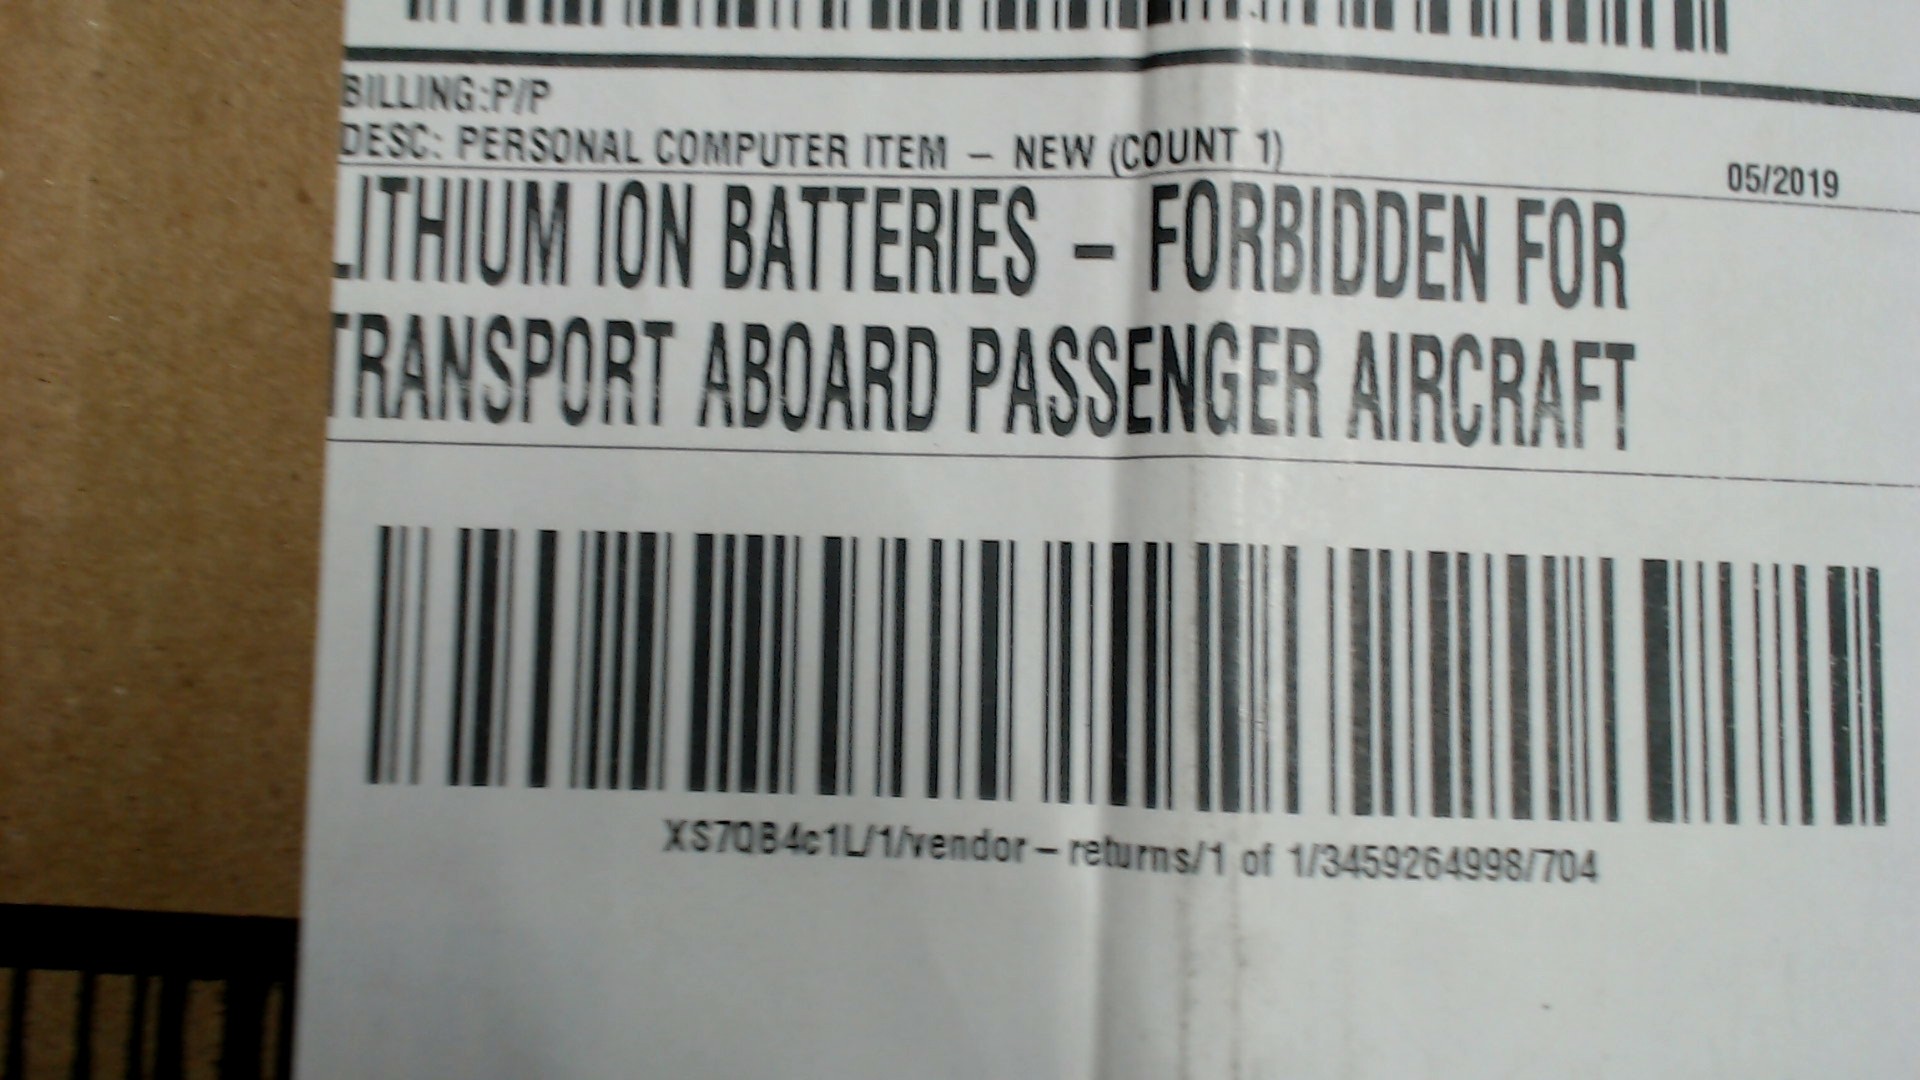 BILLING:P/P
DESC: PERSONAL COMPUTER ITEM - NEW (COUNT 1)
05/2019
LITHIUM ION BATTERIES - FORBIDDEN FOR
TRANSPORT ABOARD PASSENGER AIRCRAFT
XS7QB4c1L/1/vendor-returns/1 of 1/3459264998/704